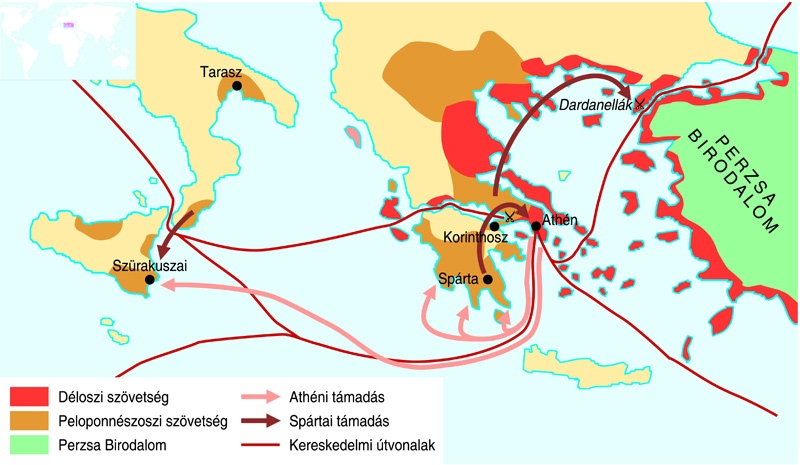 Tarasz
Dardanellák
PERZSA
BIRODALOM
Athén
Korinthosz
Szürakuszai
Spárta
Déloszi szövetség
Peloponnészoszi szövetség
Perzsa Birodalom
Athéni támadás
Spártai támadás
Kereskedelmi útvonalak